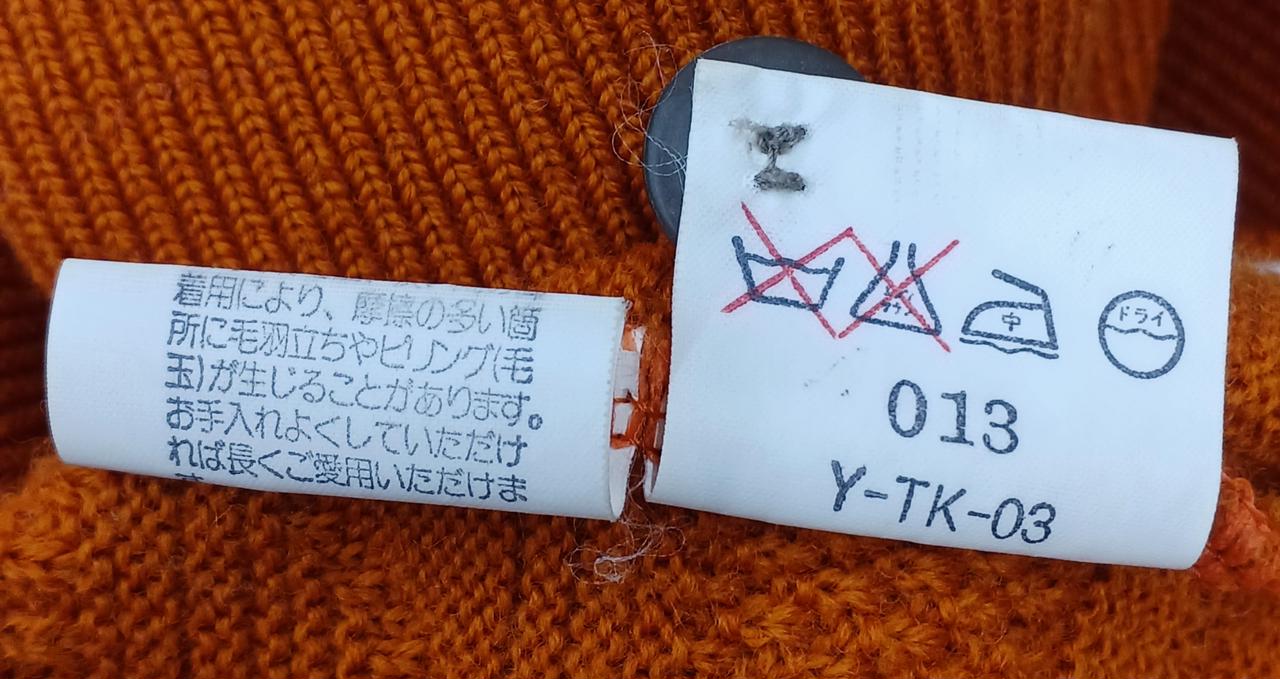 着用により、摩擦の多い箇
所に毛羽立ちやピリング(毛
玉)が生じることがあります。
お手入れよくしていただけ
れば長くご愛用いただけま
中
ドライ
013
Y-TK-03